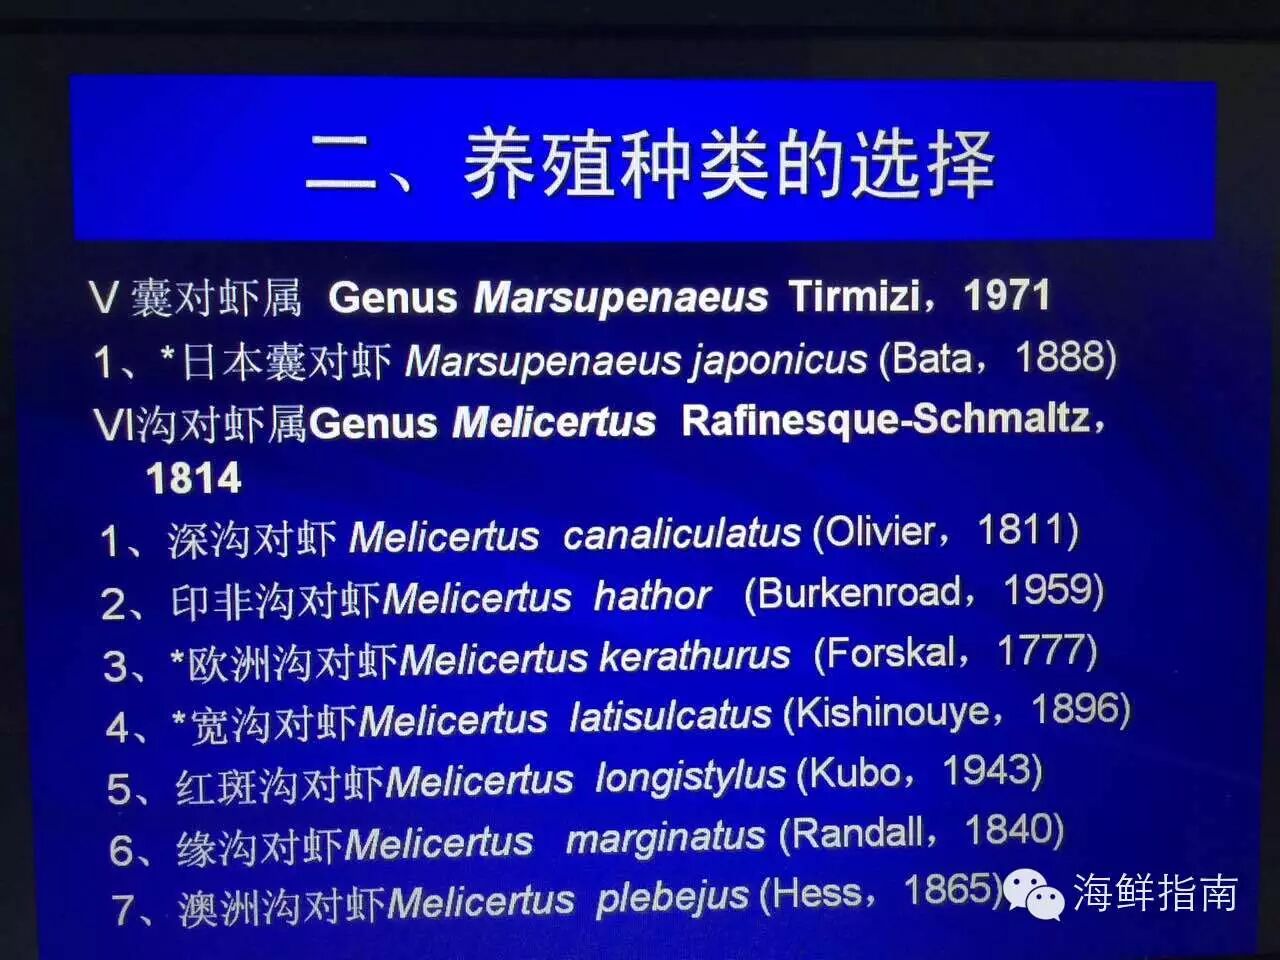 二、养殖种类的选择
V 囊对虾属 Genus Marsupenaeus Tirmizi，1971
1、*日本囊对虾 Marsupenaeus japonicus (Bata，1888)
VI沟对虾属Genus Melicertus Rafinesque-Schmaltz，
1814
1、深沟对虾 Melicertus canaliculatus (Olivier，1811)
2、印非沟对虾Melicertus hathor (Burkenroad，1959)
3、*欧洲沟对虾Melicertus kerathurus (Forskal，1777)
4、*宽沟对虾Melicertus latisulcatus (Kishinouye，1896)
5、红斑沟对虾Melicertus longistylus (Kubo，1943)
6、缘沟对虾Melicertus marginatus (Randall，1840)
7、澳洲沟对虾Melicertus plebejus (Hess，1865)
海鲜指南